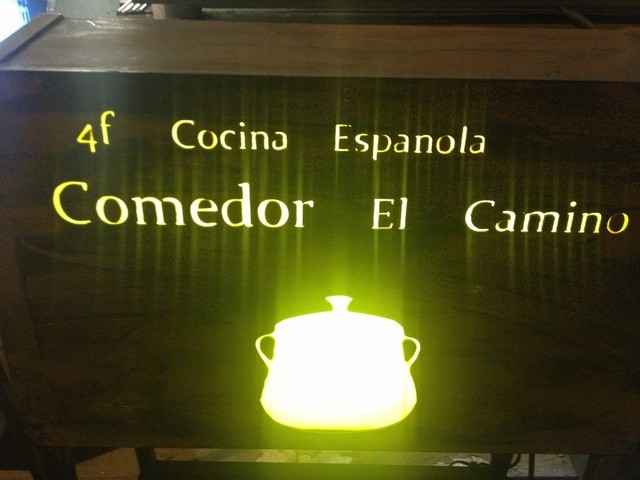 4f Cocina Espanola
Comedor El Camino